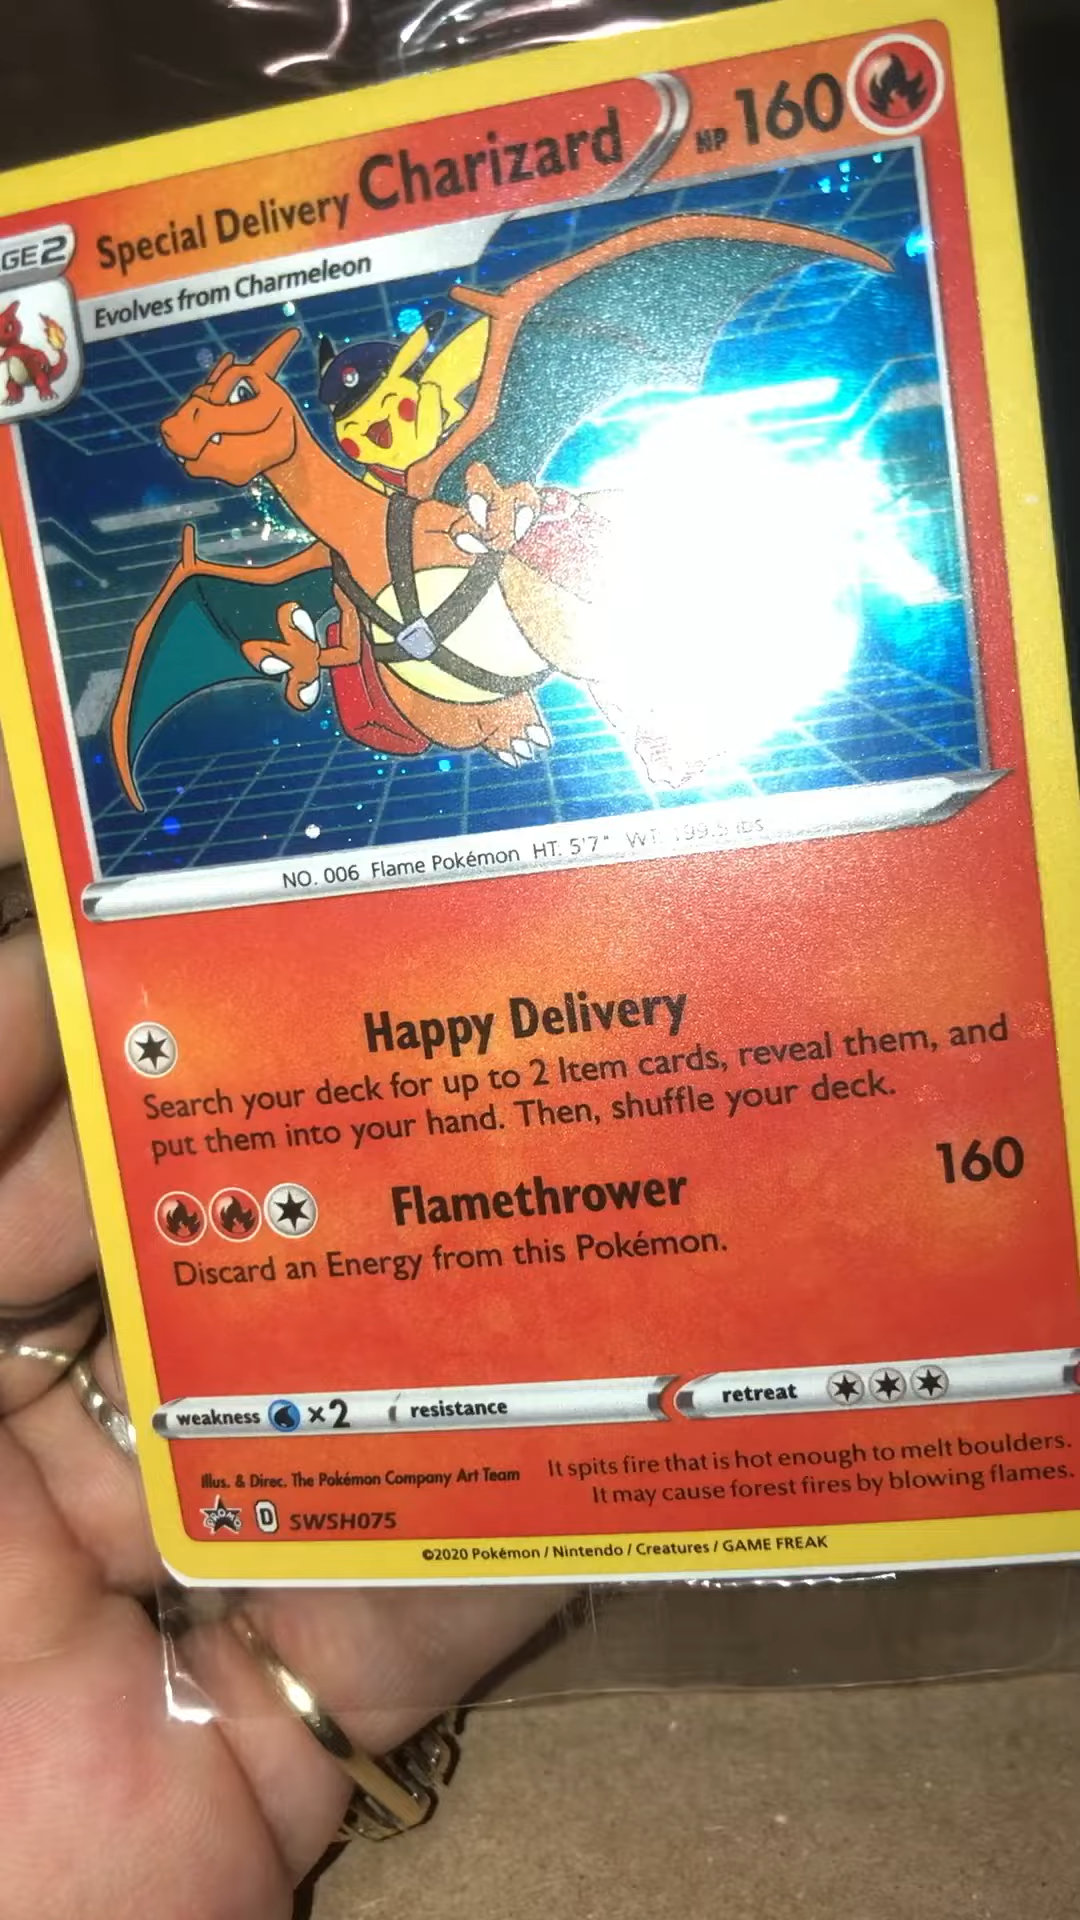 Special Delivery Charizard HP 160
GE2
Evolves from Charmeleon
NO. 006 Flame Pokémon HT. 5'7" WT. 199.5 lbs
Happy Delivery
Search your deck for up to 2 Item cards, reveal them, and
put them into your hand. Then, shuffle your deck.
Flamethrower 160
Discard an Energy from this Pokémon.
weakness ×2 resistance retreat
Illus. & Direc. The Pokémon Company Art Team
It spits fire that is hot enough to melt boulders.
It may cause forest fires by blowing flames.
PROMO D SWSH075
©2020 Pokémon / Nintendo / Creatures / GAME FREAK